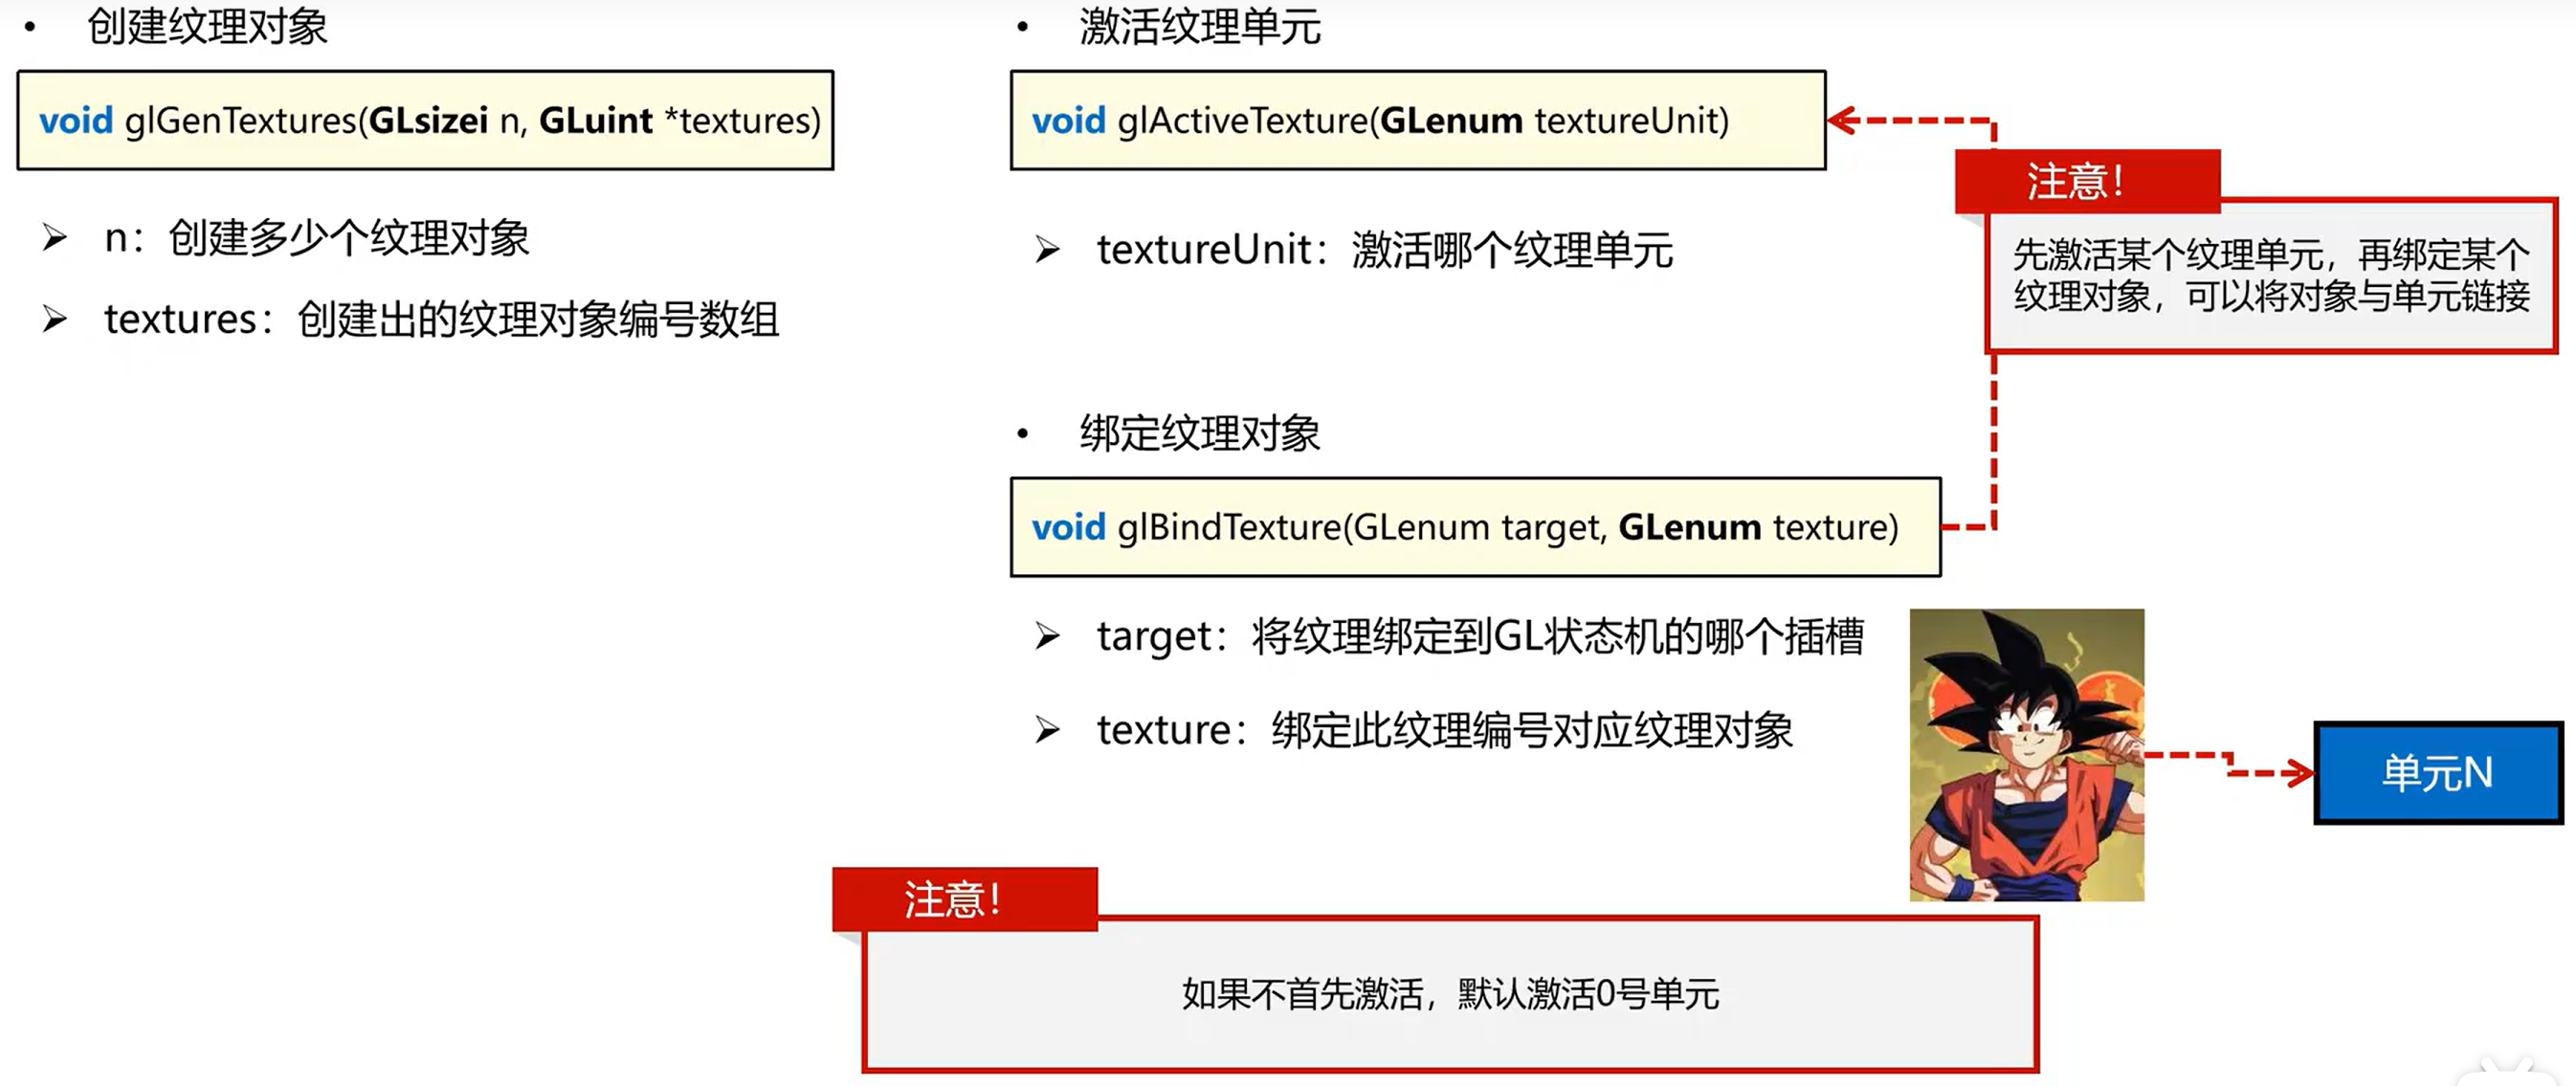 • 创建纹理对象
void glGenTextures(GLsizei n, GLuint *textures)
➢ n：创建多少个纹理对象
➢ textures：创建出的纹理对象编号数组
• 激活纹理单元
void glActiveTexture(GLenum textureUnit)
➢ textureUnit：激活哪个纹理单元
注意！
先激活某个纹理单元，再绑定某个
纹理对象，可以将对象与单元链接
• 绑定纹理对象
void glBindTexture(GLenum target, GLenum texture)
➢ target：将纹理绑定到GL状态机的哪个插槽
➢ texture：绑定此纹理编号对应纹理对象
单元N
注意！
如果不首先激活，默认激活0号单元